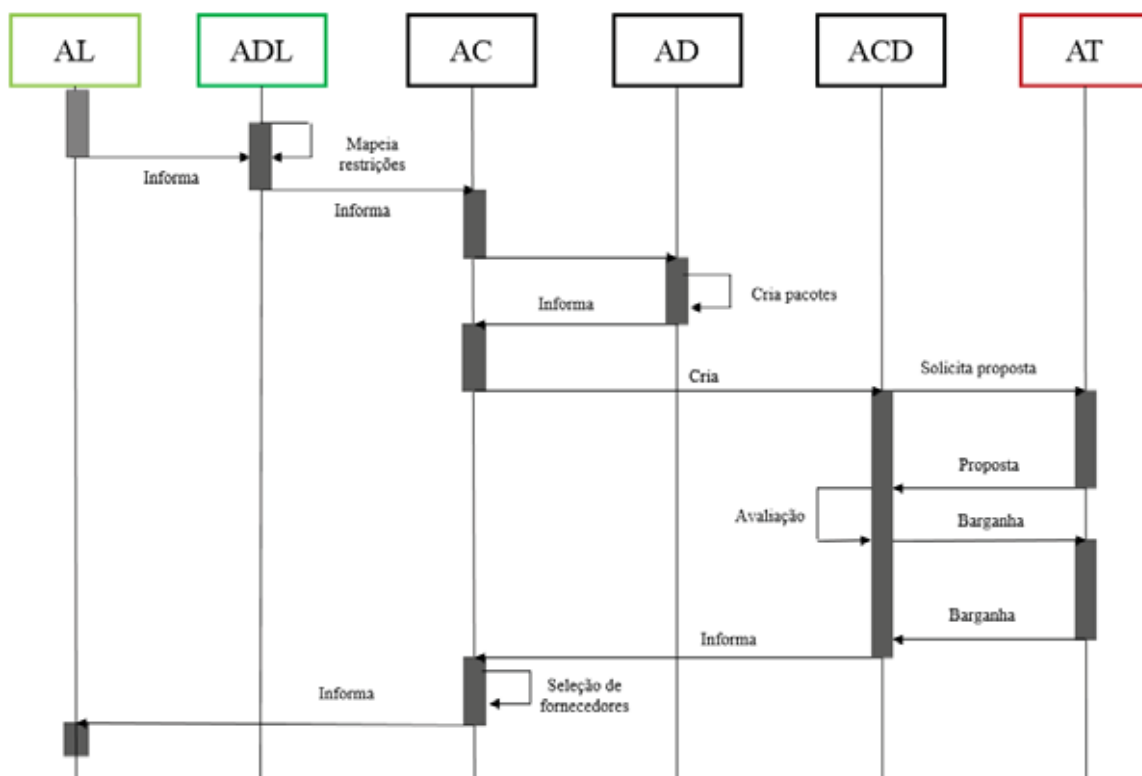 AL
ADL
AC
AD
ACD
AT
Mapeia
restrições
Informa
Informa
Cria pacotes
Informa
Solicita proposta
Cria
Proposta
Avaliação
Barganha
Barganha
Informa
Seleção de
fornecedores
Informa